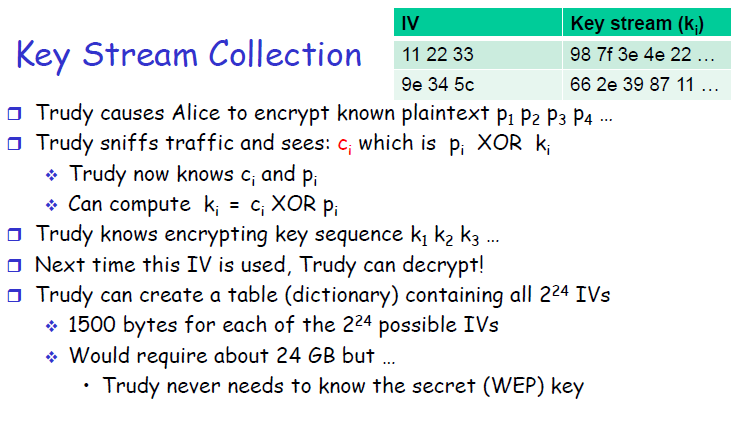 Key Stream Collection
IV Key stream (kᵢ)
11 22 33 98 7f 3e 4e 22 ...
9e 34 5c 66 2e 39 87 11 ...
Trudy causes Alice to encrypt known plaintext p₁ p₂ p₃ p₄ ...
Trudy sniffs traffic and sees: cᵢ which is pᵢ XOR kᵢ
Trudy now knows cᵢ and pᵢ
Can compute kᵢ = cᵢ XOR pᵢ
Trudy knows encrypting key sequence k₁ k₂ k₃ ...
Next time this IV is used, Trudy can decrypt!
Trudy can create a table (dictionary) containing all 2²⁴ IVs
1500 bytes for each of the 2²⁴ possible IVs
Would require about 24 GB but ...
• Trudy never needs to know the secret (WEP) key